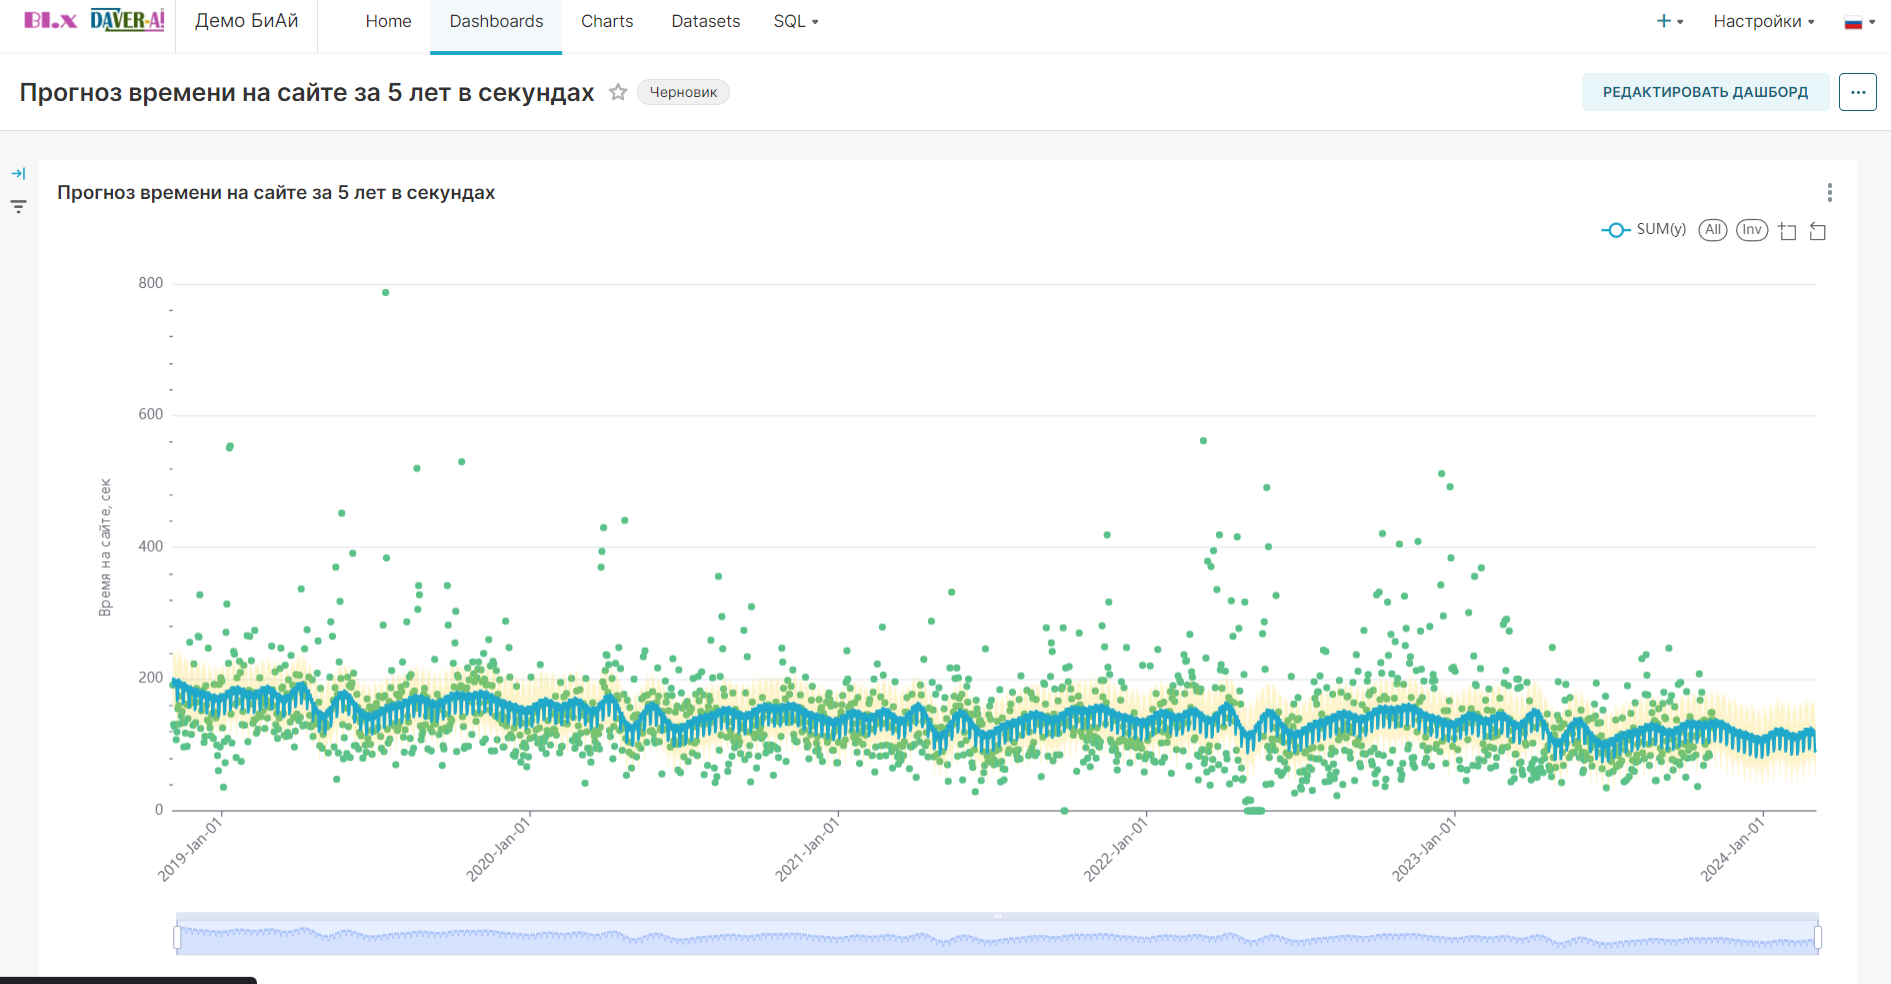 BI.X DAVER-AI Демо БиАй Home Dashboards Charts Datasets SQL Настройки
Прогноз времени на сайте за 5 лет в секундах Черновик РЕДАКТИРОВАТЬ ДАШБОРД
Прогноз времени на сайте за 5 лет в секундах
SUM(y) All Inv
Время на сайте, сек
800
600
400
200
0
2019-Jan-01 2020-Jan-01 2021-Jan-01 2022-Jan-01 2023-Jan-01 2024-Jan-01